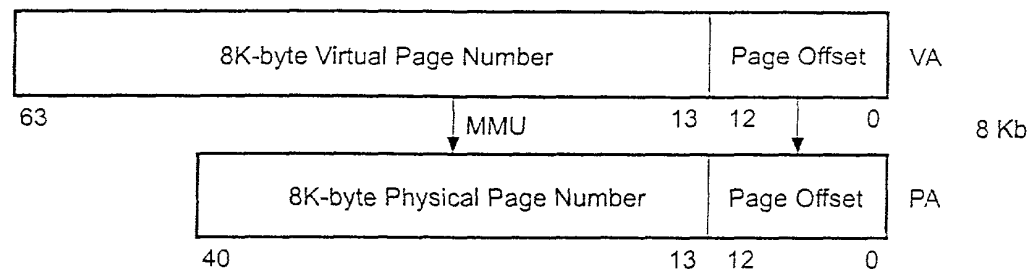 8K-byte Virtual Page Number Page Offset VA
63 MMU 13 12 0 8 Kb
8K-byte Physical Page Number Page Offset PA
40 13 12 0